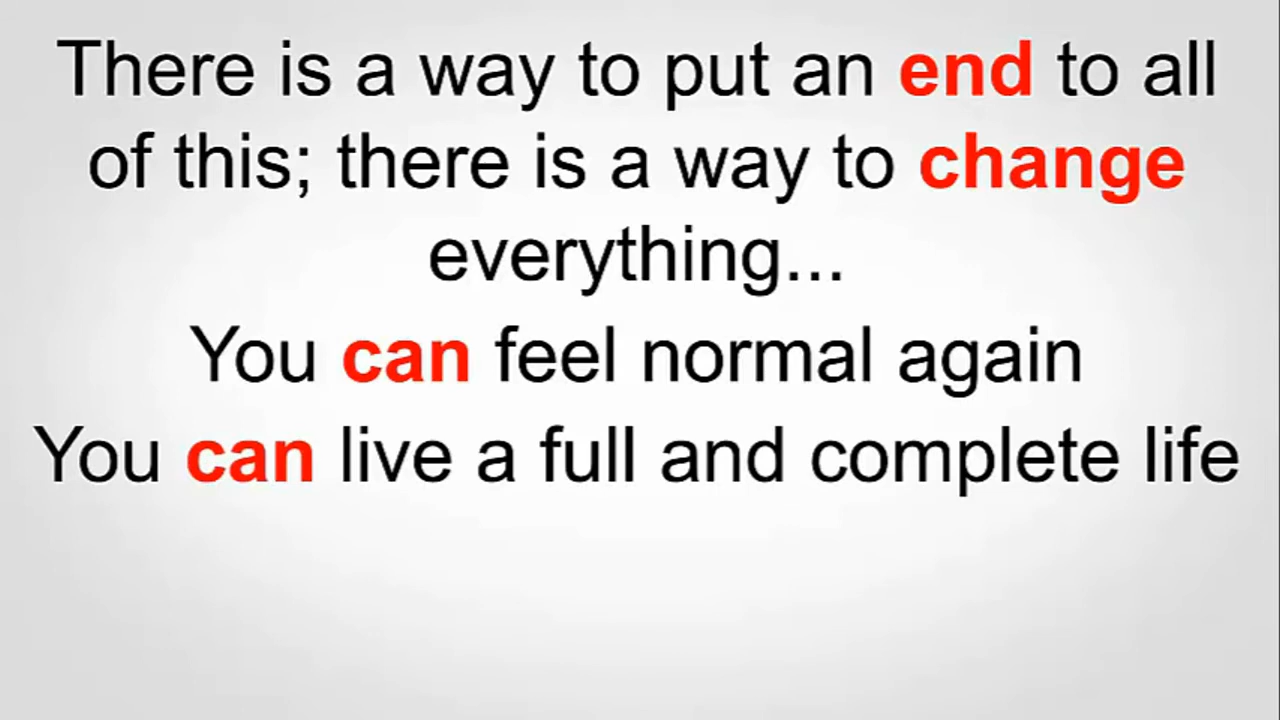 There is a way to put an end to all
of this; there is a way to change
everything...
You can feel normal again
You can live a full and complete life